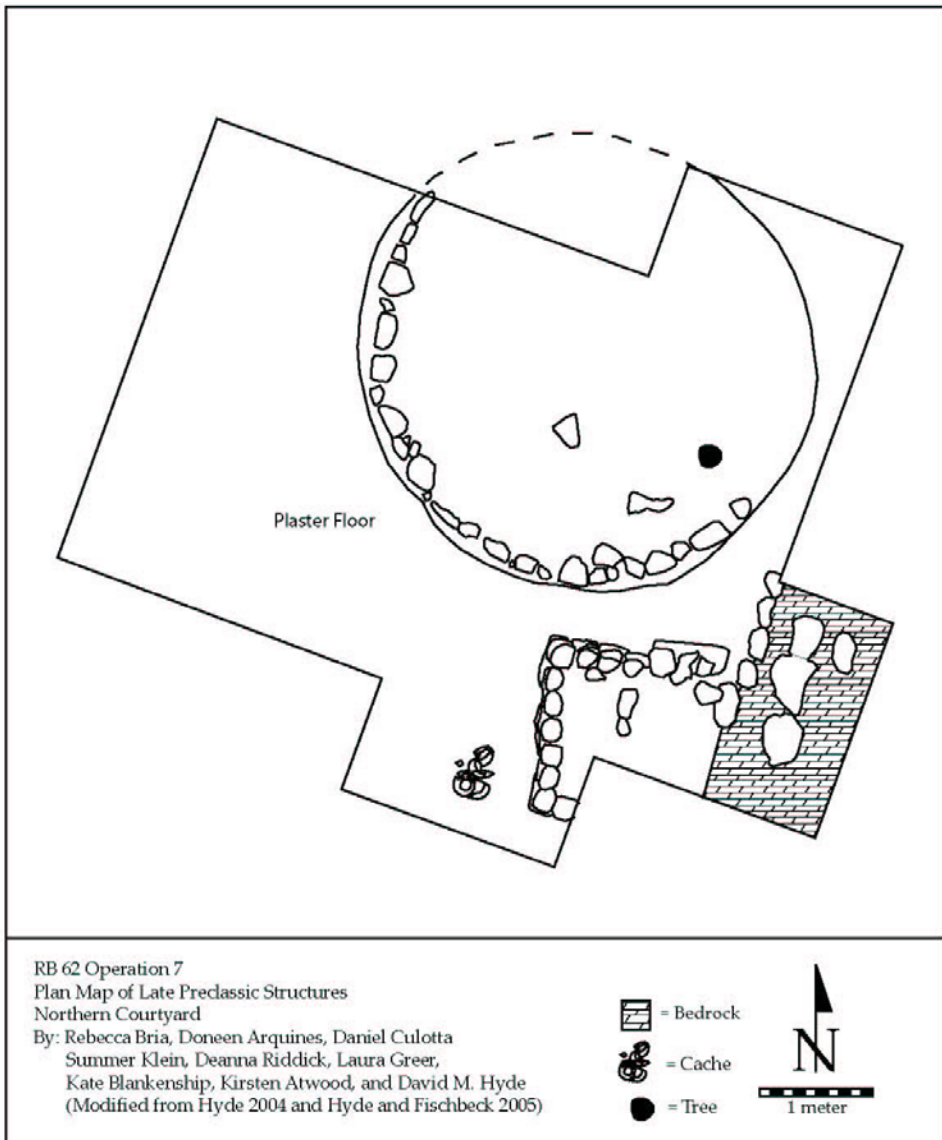 Plaster Floor
RB 62 Operation 7
Plan Map of Late Preclassic Structures
Northern Courtyard
By: Rebecca Bria, Doneen Arquines, Daniel Culotta
Summer Klein, Deanna Riddick, Laura Greer,
Kate Blankenship, Kirsten Atwood, and David M. Hyde
(Modified from Hyde 2004 and Hyde and Fischbeck 2005)
= Bedrock
= Cache
= Tree
N
1 meter